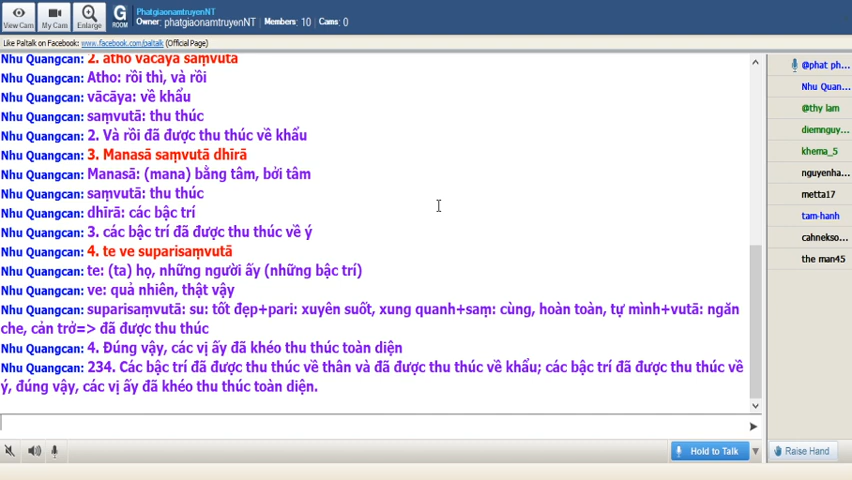 PhatgiaonamtruyenNT
Owner: phatgiaonamtruyenNT Members: 10 Cams: 0
View Cam
My Cam
Enlarge
G
ROOM
Like Paltalk on Facebook: www.facebook.com/paltalk (Official Page)
Nhu Quangcan: 2. atho vācāya saṃvutā
Nhu Quangcan: Atho: rồi thì, và rồi
Nhu Quangcan: vācāya: về khẩu
Nhu Quangcan: saṃvutā: thu thúc
Nhu Quangcan: 2. Và rồi đã được thu thúc về khẩu
Nhu Quangcan: 3. Manasā saṃvutā dhīrā
Nhu Quangcan: Manasā: (mana) bằng tâm, bởi tâm
Nhu Quangcan: saṃvutā: thu thúc
Nhu Quangcan: dhīrā: các bậc trí
Nhu Quangcan: 3. các bậc trí đã được thu thúc về ý
Nhu Quangcan: 4. te ve suparisaṃvutā
Nhu Quangcan: te: (ta) họ, những người ấy (những bậc trí)
Nhu Quangcan: ve: quả nhiên, thật vậy
Nhu Quangcan: suparisaṃvutā: su: tốt đẹp+pari: xuyên suốt, xung quanh+saṃ: cùng, hoàn toàn, tự mình+vutā: ngăn
che, cản trở=> đã được thu thúc
Nhu Quangcan: 4. Đúng vậy, các vị ấy đã khéo thu thúc toàn diện
Nhu Quangcan: 234. Các bậc trí đã được thu thúc về thân và đã được thu thúc về khẩu; các bậc trí đã được thu thúc về
ý, đúng vậy, các vị ấy đã khéo thu thúc toàn diện.
@phat ph...
Nhu Quan...
@thy lam
diemnguy...
khema_5
nguyenha...
metta17
tam-hanh
cahnekso...
the man45
Hold to Talk
Raise Hand